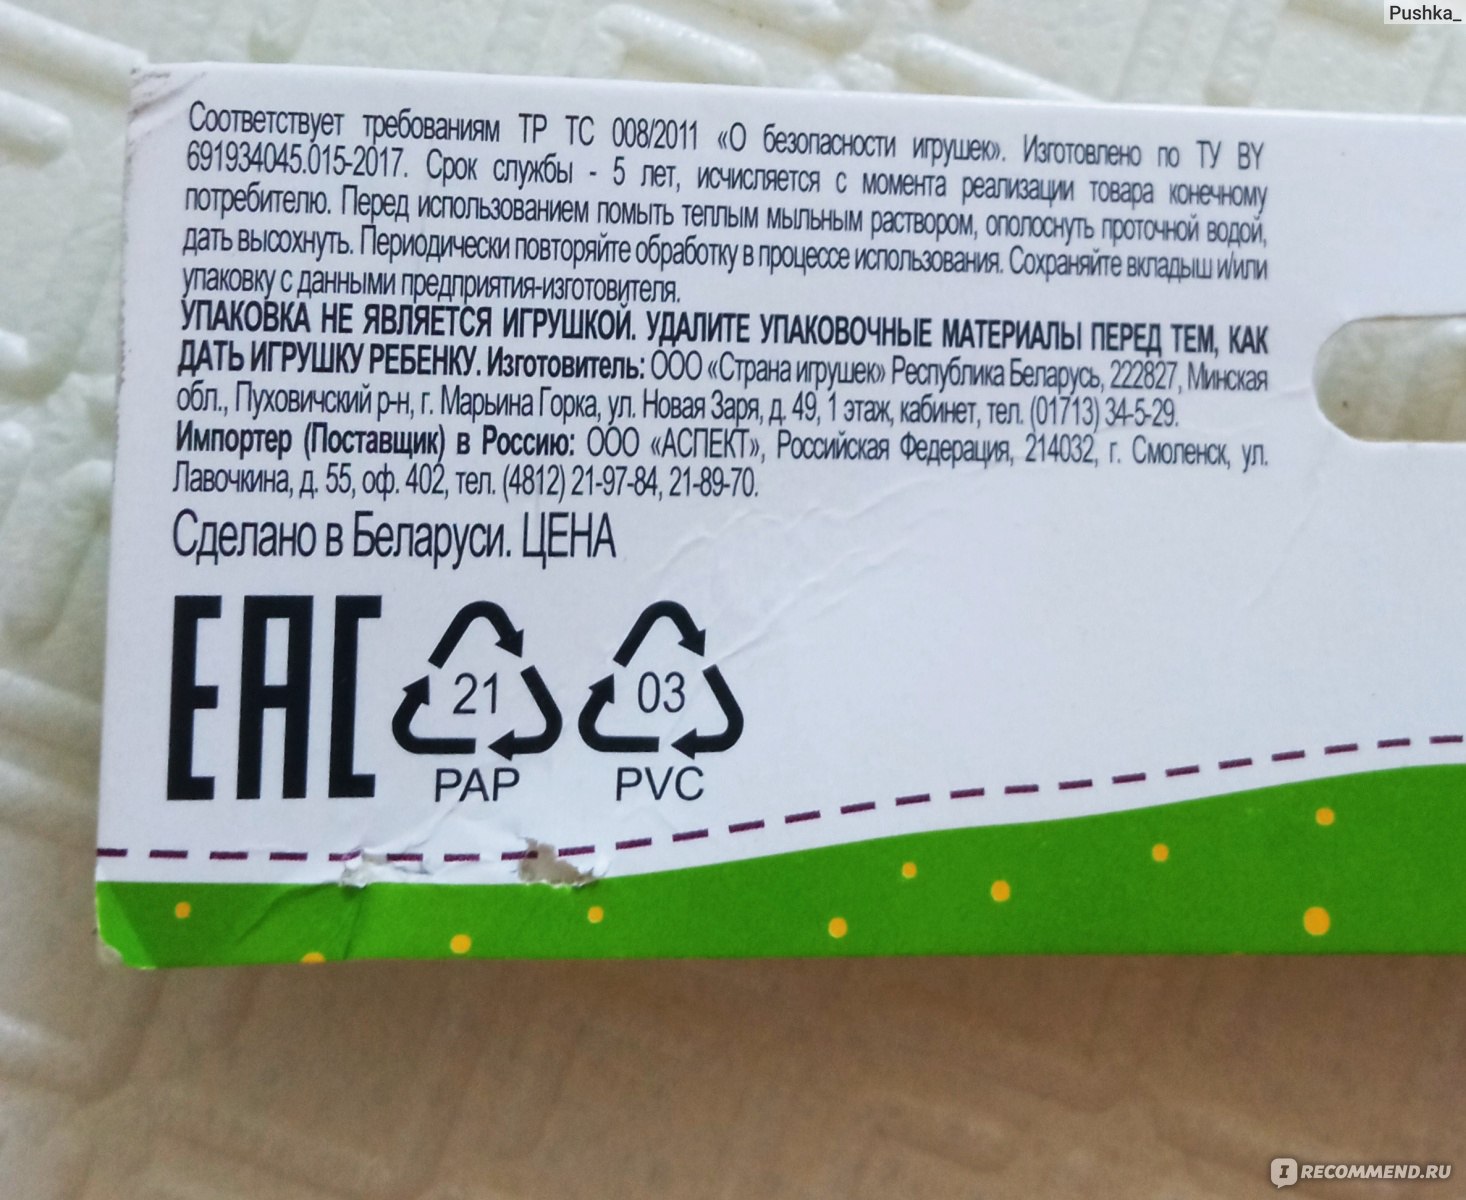 Pushka_
Соответствует требованиям ТР ТС 008/2011 «О безопасности игрушек». Изготовлено по ТУ BY
691934045.015-2017. Срок службы - 5 лет, исчисляется с момента реализации товара конечному
потребителю. Перед использованием помыть теплым мыльным раствором, ополоснуть проточной водой,
дать высохнуть. Периодически повторяйте обработку в процессе использования. Сохраняйте вкладыш и/или
упаковку с данными предприятия-изготовителя.
УПАКОВКА НЕ ЯВЛЯЕТСЯ ИГРУШКОЙ. УДАЛИТЕ УПАКОВОЧНЫЕ МАТЕРИАЛЫ ПЕРЕД ТЕМ, КАК
ДАТЬ ИГРУШКУ РЕБЕНКУ. Изготовитель: ООО «Страна игрушек» Республика Беларусь, 222827, Минская
обл., Пуховичский р-н, г. Марьина Горка, ул. Новая Заря, д. 49, 1 этаж, кабинет, тел. (01713) 34-5-29.
Импортер (Поставщик) в Россию: ООО «АСПЕКТ», Российская Федерация, 214032, г. Смоленск, ул.
Лавочкина, д. 55, оф. 402, тел. (4812) 21-97-84, 21-89-70.
Сделано в Беларуси. ЦЕНА
EAC
21
03
PAP
PVC
IRECOMMEND.RU